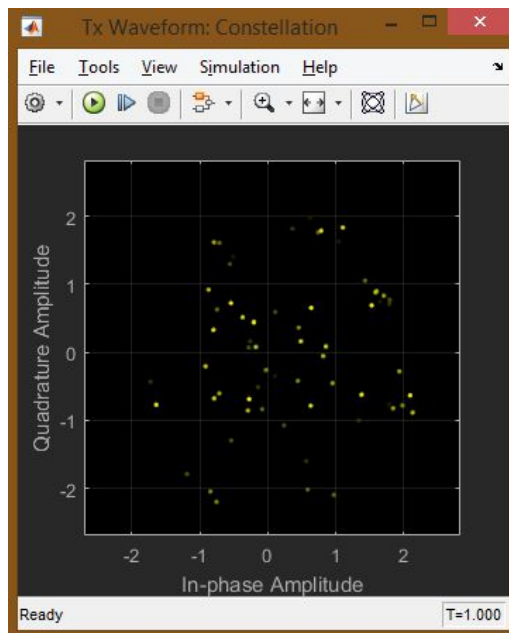 Tx Waveform: Constellation
File Tools View Simulation Help
2
1
0
-1
-2
Quadrature Amplitude
-2 -1 0 1 2
In-phase Amplitude
Ready T=1.000